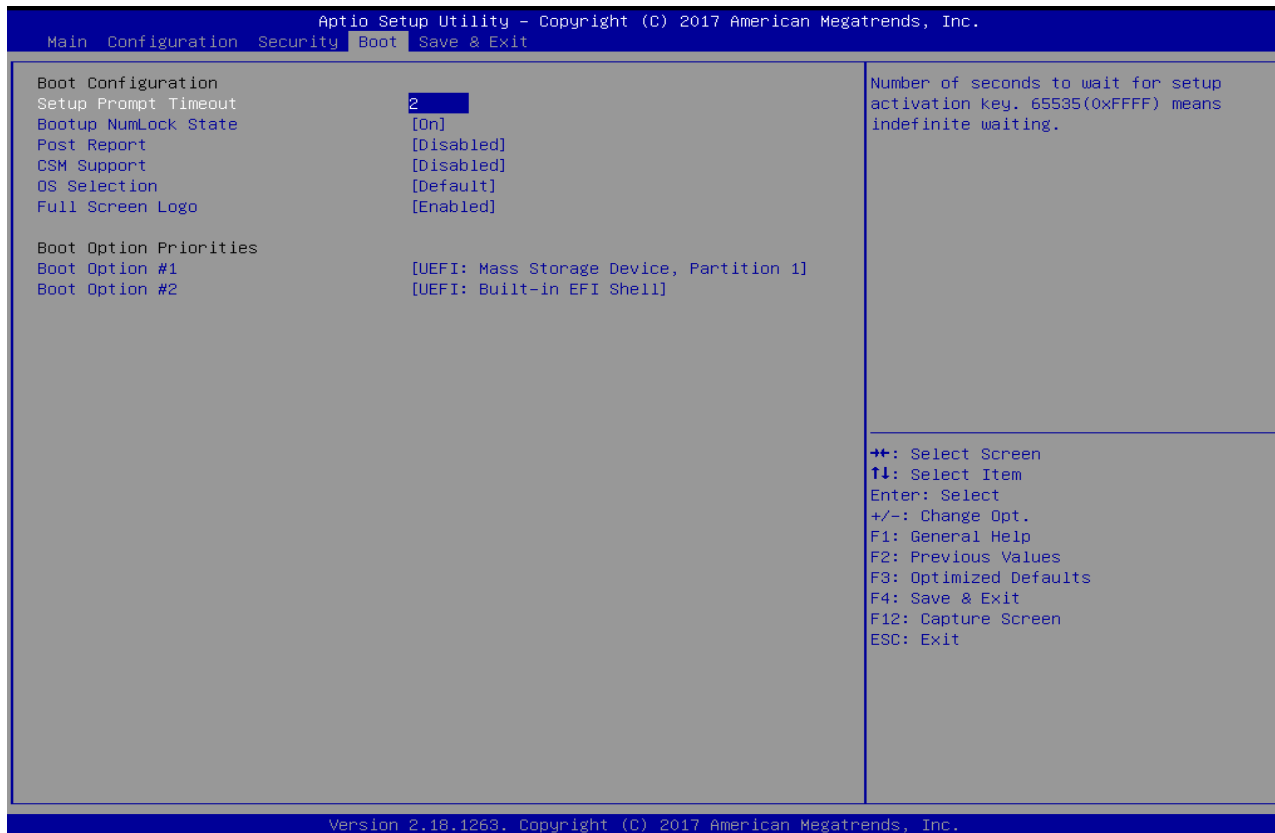 Aptio Setup Utility – Copyright (C) 2017 American Megatrends, Inc.
Main Configuration Security Boot Save & Exit
Boot Configuration
Setup Prompt Timeout 2
Bootup NumLock State [On]
Post Report [Disabled]
CSM Support [Disabled]
OS Selection [Default]
Full Screen Logo [Enabled]
Boot Option Priorities
Boot Option #1 [UEFI: Mass Storage Device, Partition 1]
Boot Option #2 [UEFI: Built-in EFI Shell]
Number of seconds to wait for setup
activation key. 65535(0xFFFF) means
indefinite waiting.
→←: Select Screen
↑↓: Select Item
Enter: Select
+/-: Change Opt.
F1: General Help
F2: Previous Values
F3: Optimized Defaults
F4: Save & Exit
F12: Capture Screen
ESC: Exit
Version 2.18.1263. Copyright (C) 2017 American Megatrends, Inc.